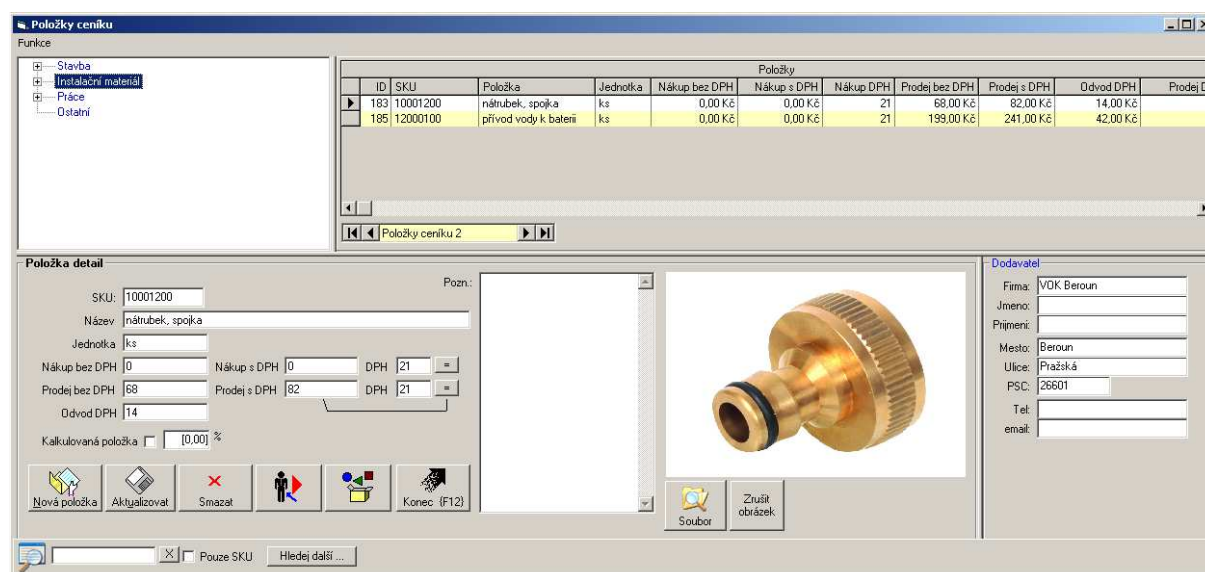 Položky ceníku
Funkce
Stavba
Instalační materiál
Práce
Ostatní
Položky
ID SKU Položka Jednotka Nákup bez DPH Nákup s DPH Nákup DPH Prodej bez DPH Prodej s DPH Odvod DPH Prodej D
183 10001200 nátrubek, spojka ks 0,00 Kč 0,00 Kč 21 68,00 Kč 82,00 Kč 14,00 Kč
185 12000100 přívod vody k baterii ks 0,00 Kč 0,00 Kč 21 199,00 Kč 241,00 Kč 42,00 Kč
Položky ceníku 2
Položka detail
SKU: 10001200
Název nátrubek, spojka
Jednotka ks
Nákup bez DPH 0 Nákup s DPH 0 DPH 21 =
Prodej bez DPH 68 Prodej s DPH 82 DPH 21 =
Odvod DPH 14
Kalkulovaná položka [0,00] %
Nová položka Aktyalizovat Smazat Konec {F12}
Pozn.:
Soubor
Zrušit
obrázek
Dodavatel
Firma: VOK Beroun
Jmeno:
Prijmeni:
Mesto: Beroun
Ulice: Pražská
PSC: 26601
Tel:
email:
X Pouze SKU Hledej další ...